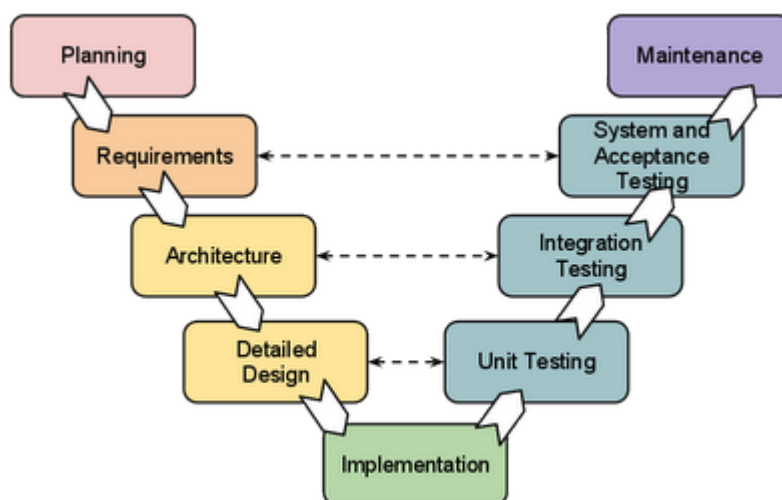 Planning
Maintenance
Requirements
System and
Acceptance
Testing
Architecture
Integration
Testing
Detailed
Design
Unit Testing
Implementation